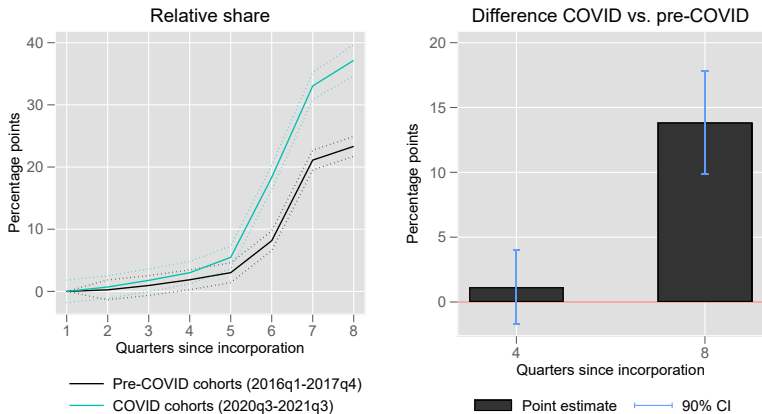 Relative share
Percentage points
40
30
20
10
0
1 2 3 4 5 6 7 8
Quarters since incorporation
Pre-COVID cohorts (2016q1-2017q4)
COVID cohorts (2020q3-2021q3)
Difference COVID vs. pre-COVID
Percentage points
20
15
10
5
0
4 8
Quarters since incorporation
Point estimate 90% CI